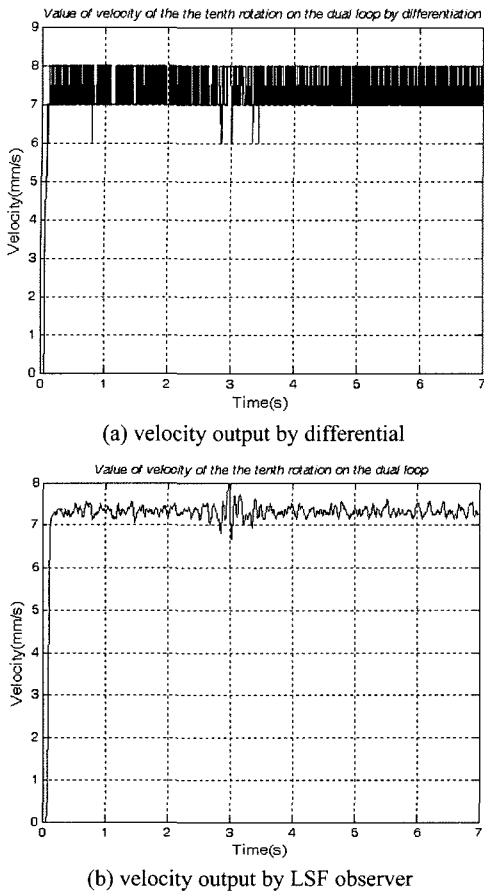 Value of velocity of the the tenth rotation on the dual loop by differentiation
9
8
7
6
5
4
3
2
1
0
Velocity(mm/s)
0 1 2 3 4 5 6 7
Time(s)
(a) velocity output by differential
Value of velocity of the the tenth rotation on the dual loop
8
7
6
5
4
3
2
1
0
Velocity(mm/s)
0 1 2 3 4 5 6 7
Time(s)
(b) velocity output by LSF observer